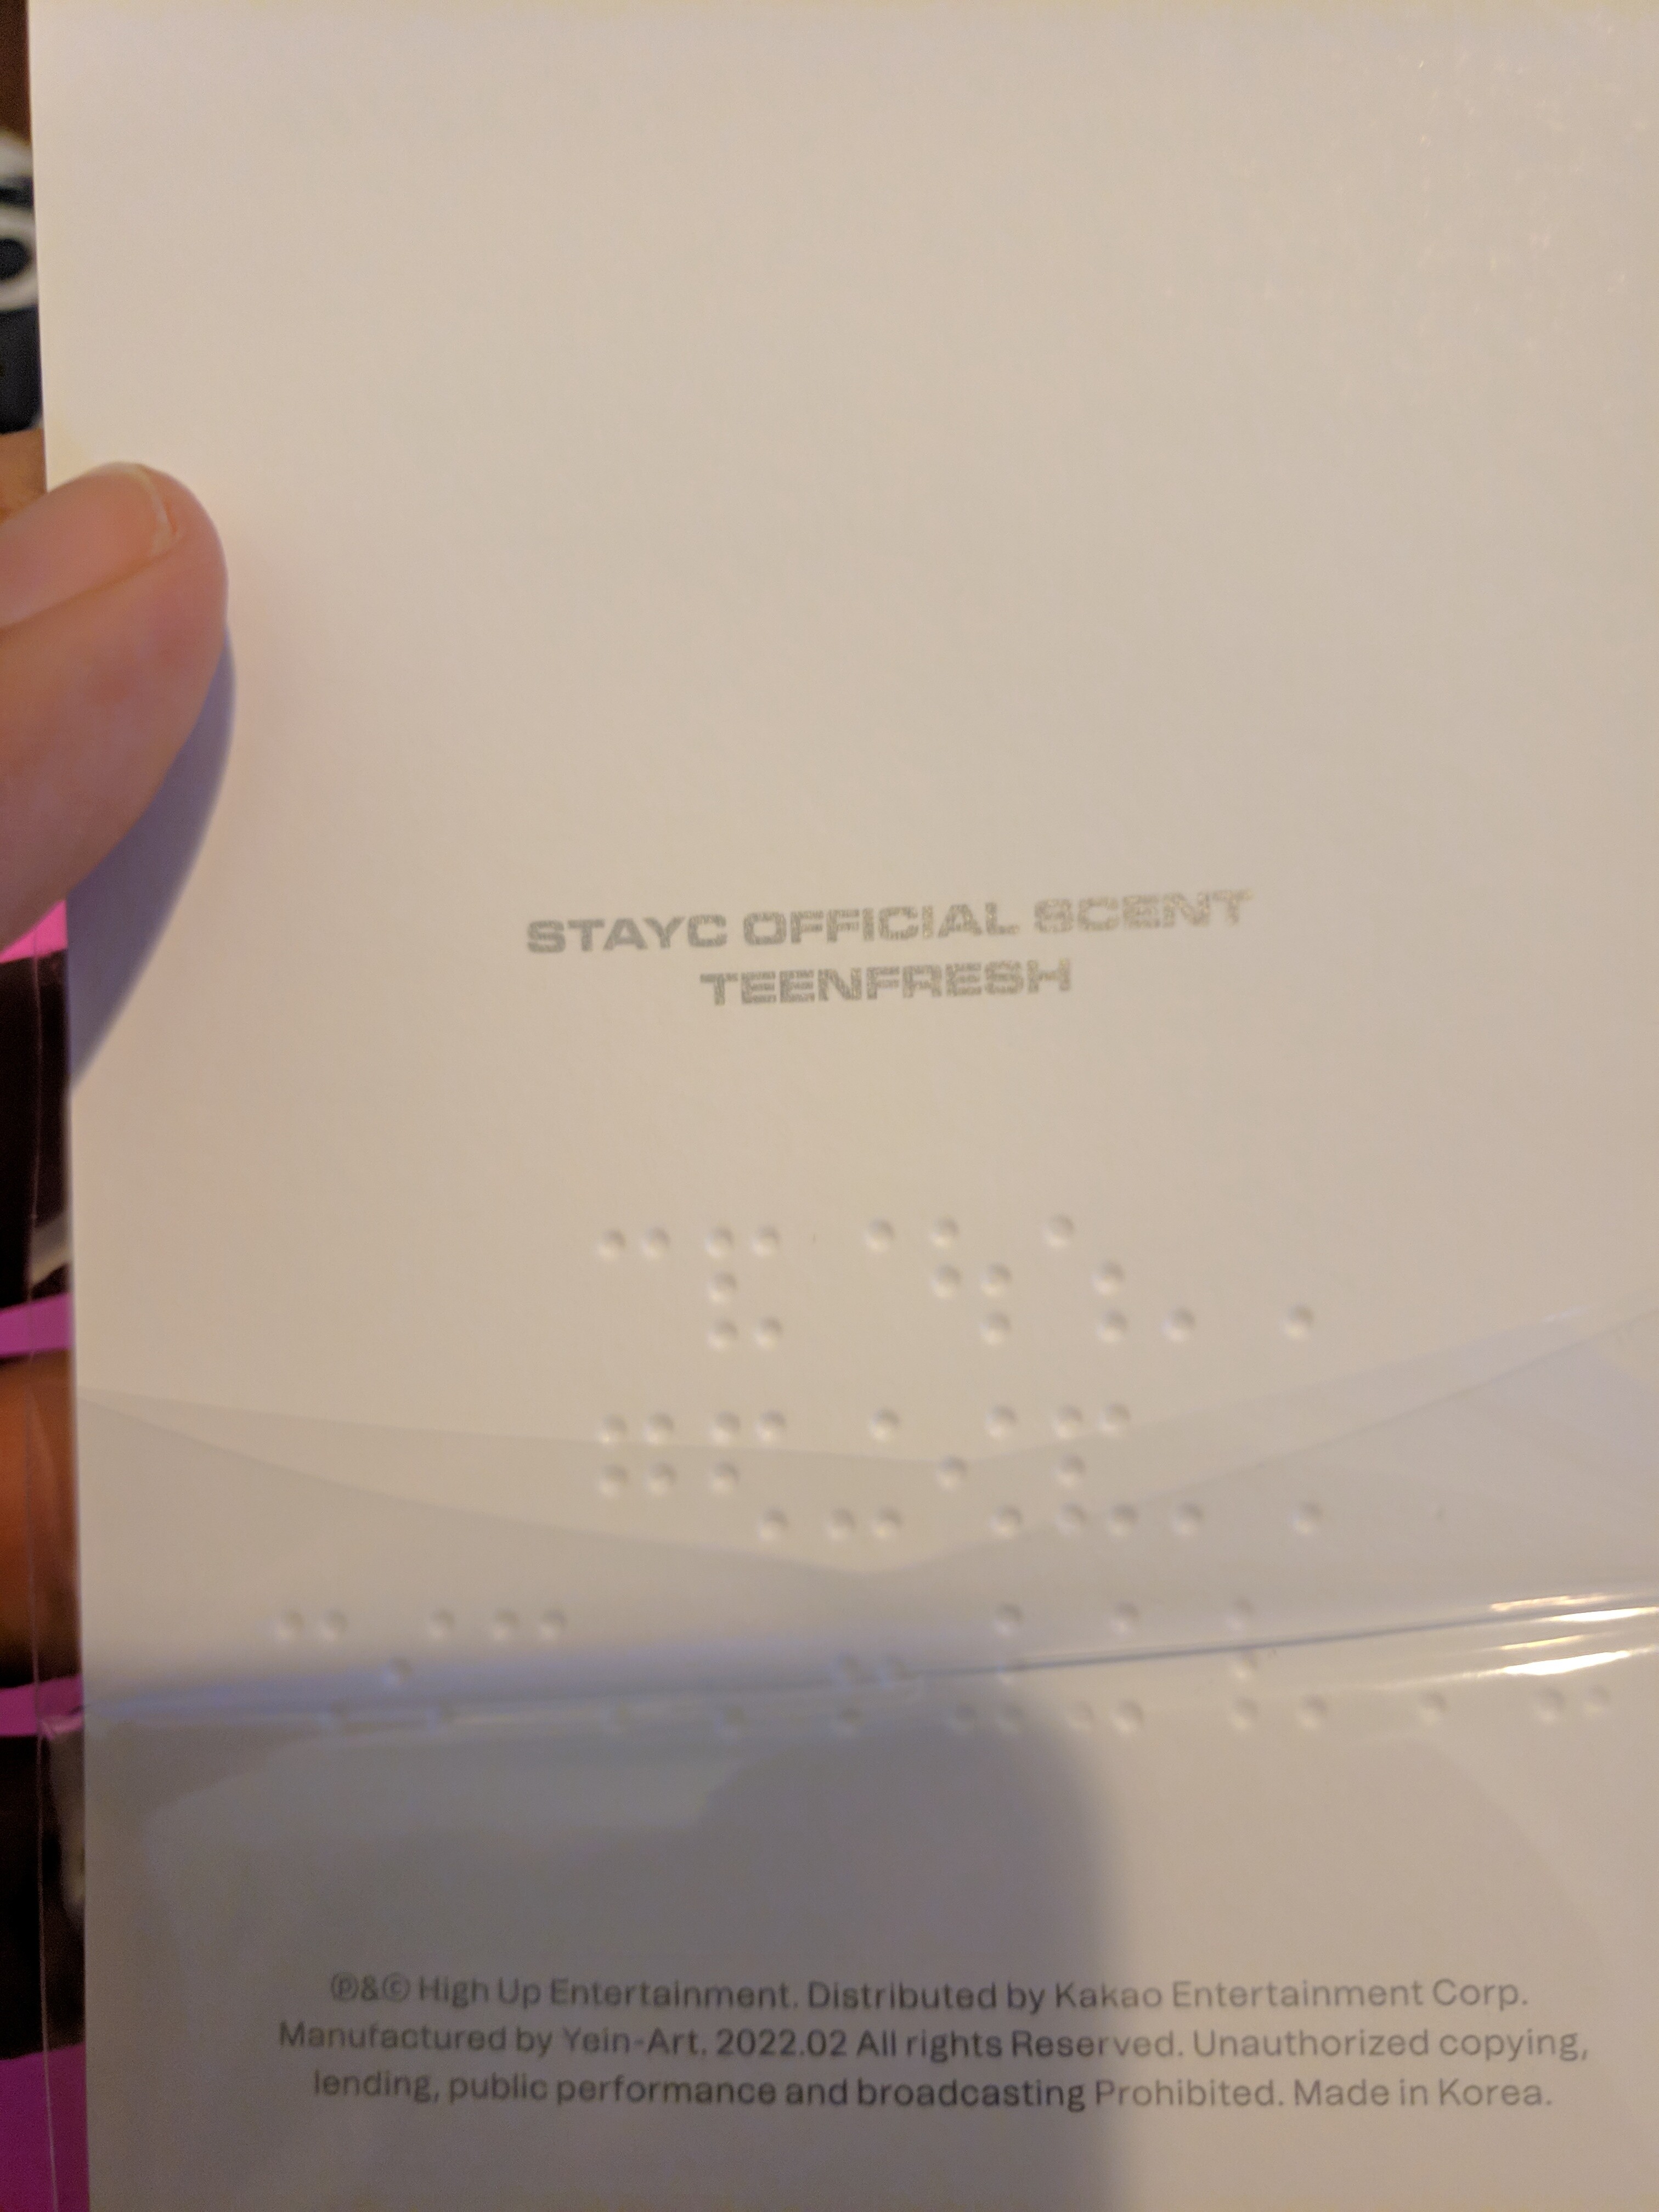 STAYC OFFICIAL SCENT
TEENFRESH
℗&© High Up Entertainment. Distributed by Kakao Entertainment Corp.
Manufactured by Yein-Art. 2022.02 All rights Reserved. Unauthorized copying,
lending, public performance and broadcasting Prohibited. Made in Korea.